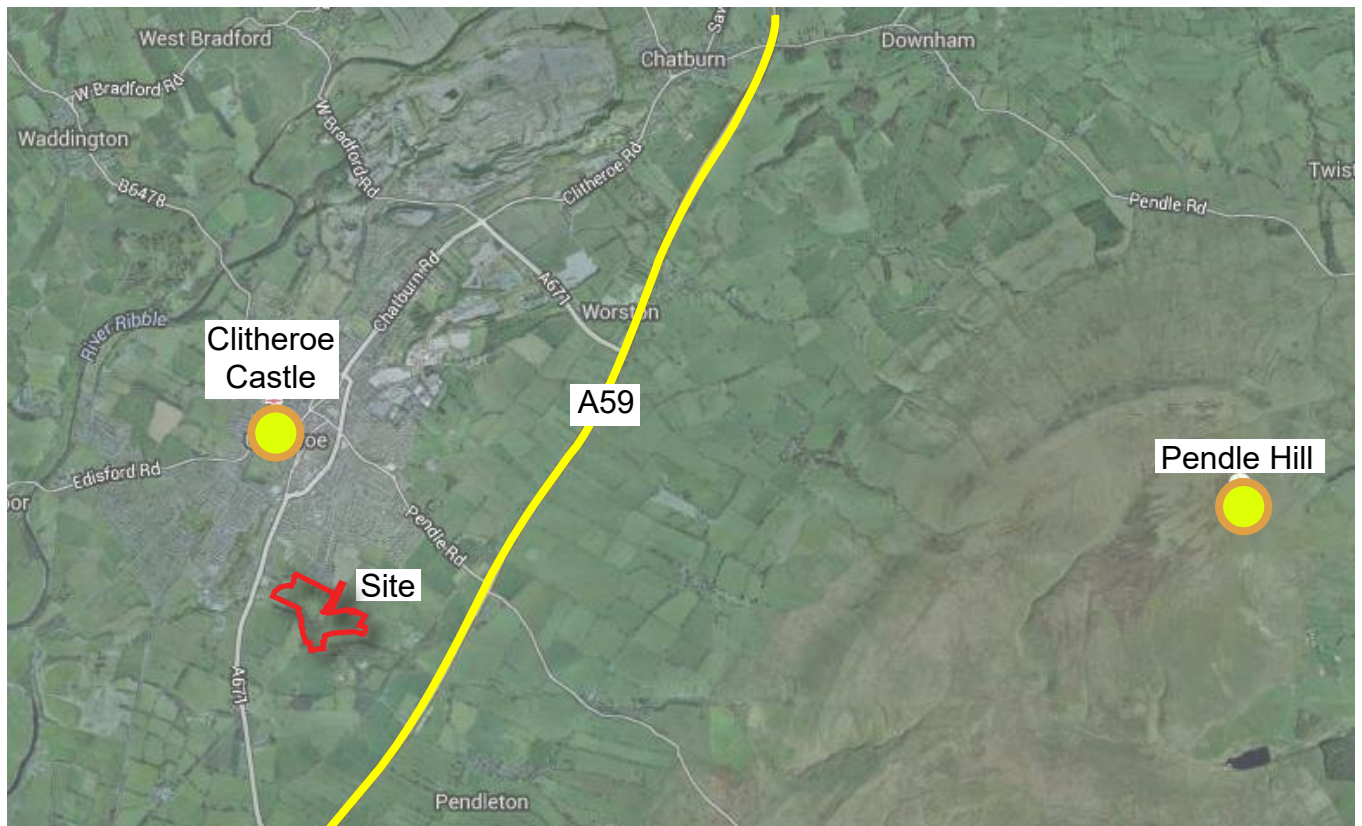 West Bradford
Chatburn
Downham
W Bradford Rd
W Bradford Rd
Waddington
Clitheroe Rd
Twist
B6478
Pendle Rd
Chatburn Rd
A671
Worston
River Ribble
Clitheroe
Castle
A59
Edisford Rd
Pendle Hill
Pendle Rd
Site
A671
Pendleton